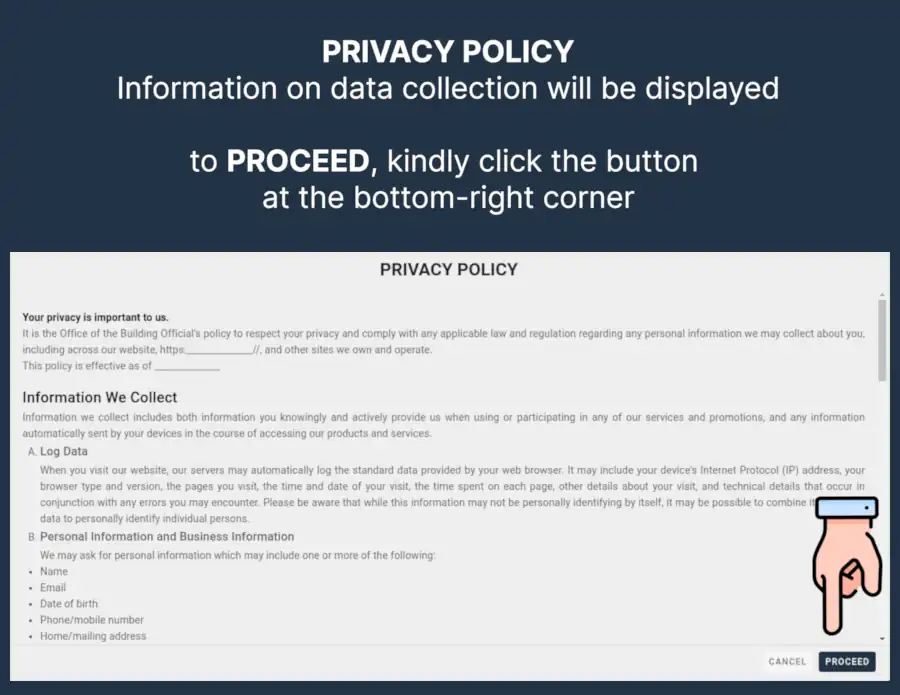 PRIVACY POLICY
Information on data collection will be displayed
to PROCEED, kindly click the button
at the bottom-right corner
PRIVACY POLICY
Your privacy is important to us.
It is the Office of the Building Official's policy to respect your privacy and comply with any applicable law and regulation regarding any personal information we may collect about you,
including across our website, https:____________//, and other sites we own and operate.
This policy is effective as of ____________
Information We Collect
Information we collect includes both information you knowingly and actively provide us when using or participating in any of our services and promotions, and any information
automatically sent by your devices in the course of accessing our products and services.
A. Log Data
When you visit our website, our servers may automatically log the standard data provided by your web browser. It may include your device's Internet Protocol (IP) address, your
browser type and version, the pages you visit, the time and date of your visit, the time spent on each page, other details about your visit, and technical details that occur in
conjunction with any errors you may encounter. Please be aware that while this information may not be personally identifying by itself, it may be possible to combine
data to personally identify individual persons.
B. Personal Information and Business Information
We may ask for personal information which may include one or more of the following:
• Name
• Email
• Date of birth
• Phone/mobile number
• Home/mailing address
CANCEL PROCEED